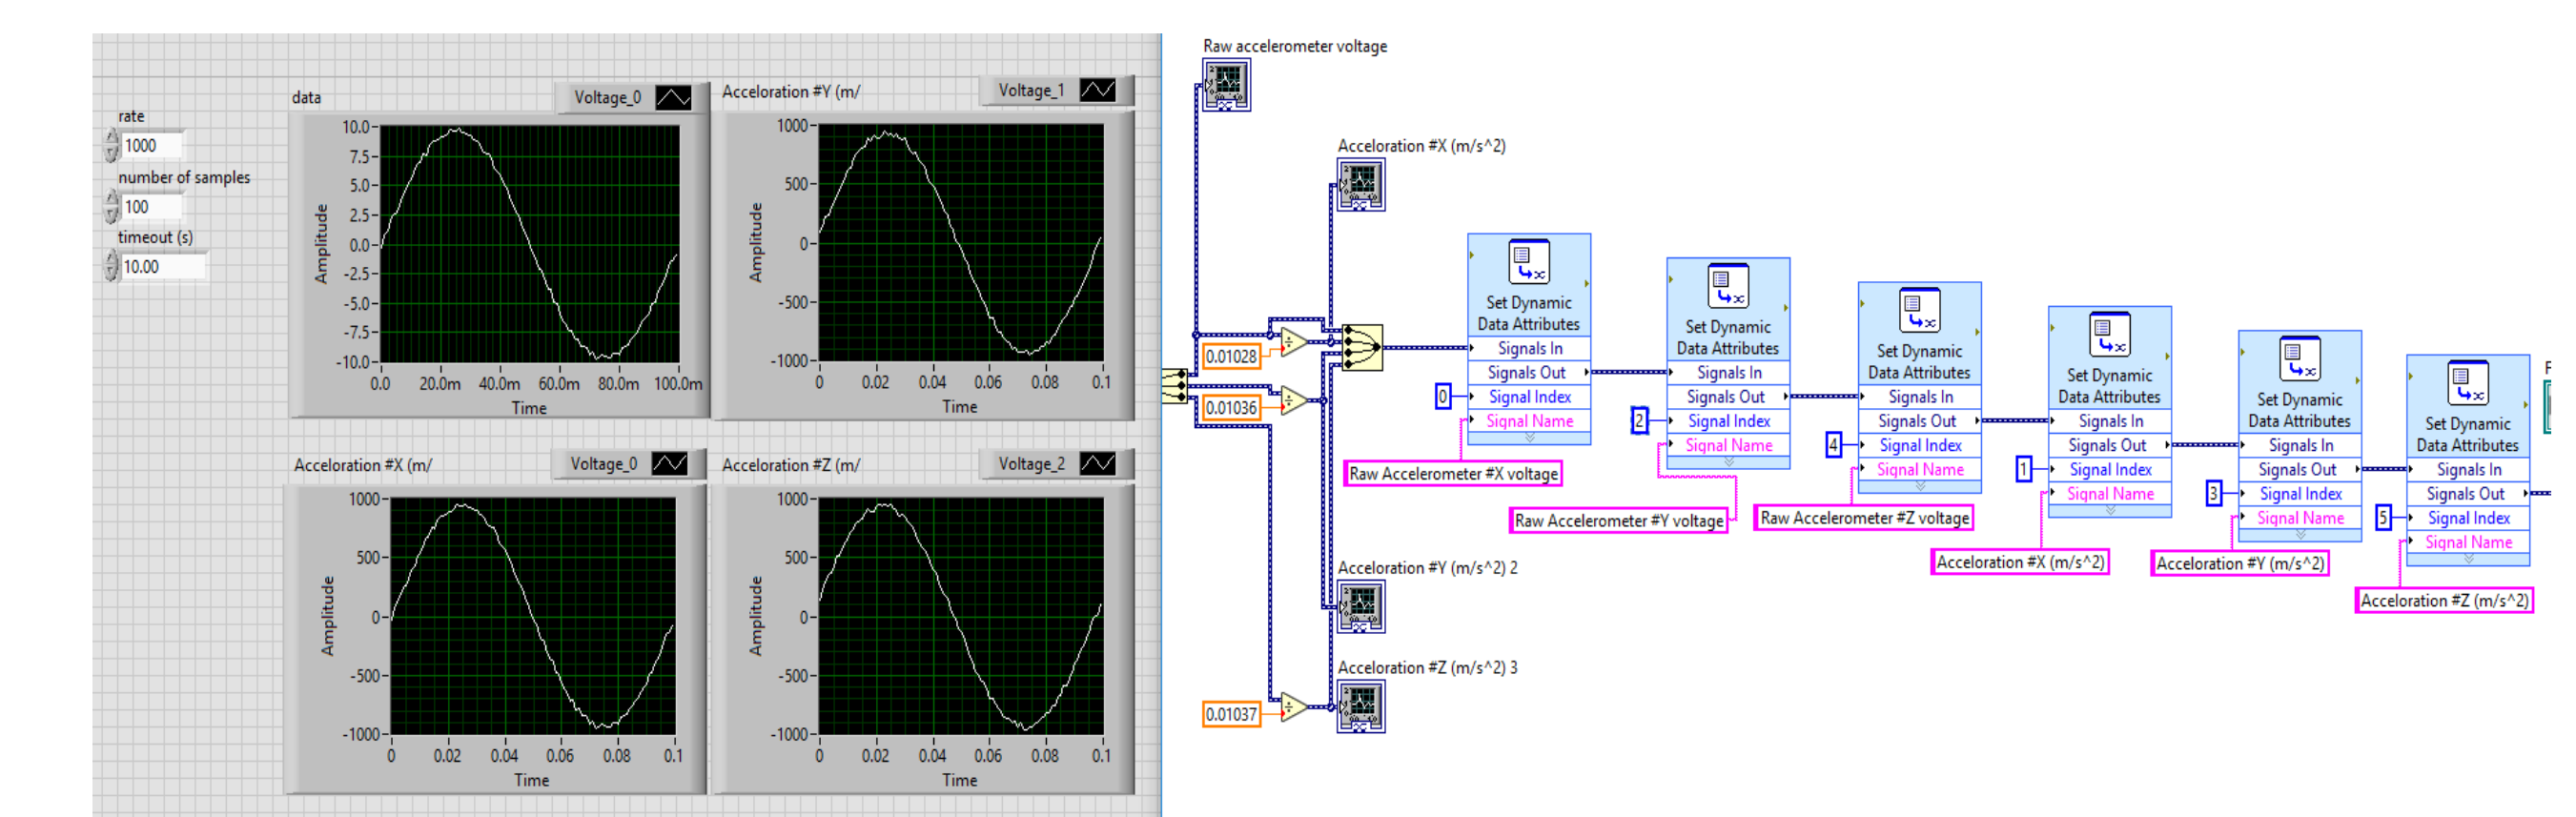 rate
1000
number of samples
100
timeout (s)
10.00
data
Voltage_0
Amplitude
10.0
7.5
5.0
2.5
0.0
-2.5
-5.0
-7.5
-10.0
0.0 20.0m 40.0m 60.0m 80.0m 100.0m
Time
Acceloration #Y (m/
Voltage_1
Amplitude
1000
500
0
-500
-1000
0 0.02 0.04 0.06 0.08 0.1
Time
Acceloration #X (m/
Voltage_0
Amplitude
1000
500
0
-500
-1000
0 0.02 0.04 0.06 0.08 0.1
Time
Acceloration #Z (m/
Voltage_2
Amplitude
1000
500
0
-500
-1000
0 0.02 0.04 0.06 0.08 0.1
Time
Raw accelerometer voltage
Acceloration #X (m/s^2)
0.01028
0.01036
0.01037
Acceloration #Y (m/s^2) 2
Acceloration #Z (m/s^2) 3
Set Dynamic
Data Attributes
Signals In
Signals Out
0
Signal Index
Signal Name
Raw Accelerometer #X voltage
Set Dynamic
Data Attributes
Signals In
Signals Out
2
Signal Index
Signal Name
Raw Accelerometer #Y voltage
Set Dynamic
Data Attributes
Signals In
Signals Out
4
Signal Index
Signal Name
Raw Accelerometer #Z voltage
Set Dynamic
Data Attributes
Signals In
Signals Out
1
Signal Index
Signal Name
Acceleration #X (m/s^2)
Set Dynamic
Data Attributes
Signals In
Signals Out
3
Signal Index
Signal Name
Acceleration #Y (m/s^2)
Set Dynamic
Data Attributes
Signals In
Signals Out
5
Signal Index
Signal Name
Acceleration #Z (m/s^2)